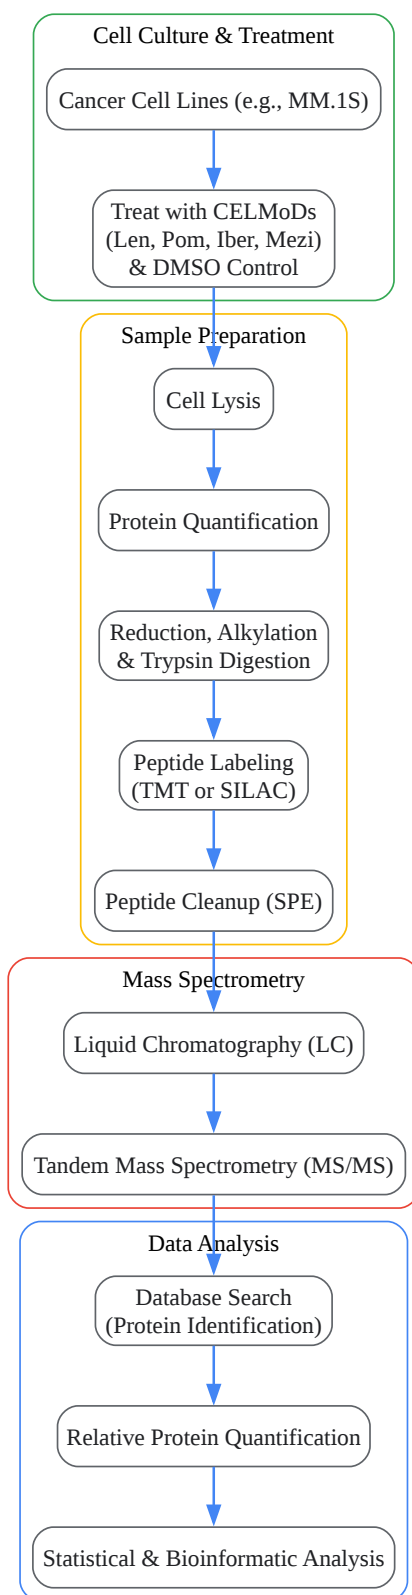 Cell Culture & Treatment
Cancer Cell Lines (e.g., MM.1S)
Treat with CELMoDs
(Len, Pom, Iber, Mezi)
& DMSO Control
Sample Preparation
Cell Lysis
Protein Quantification
Reduction, Alkylation
& Trypsin Digestion
Peptide Labeling
(TMT or SILAC)
Peptide Cleanup (SPE)
Mass Spectrometry
Liquid Chromatography (LC)
Tandem Mass Spectrometry (MS/MS)
Data Analysis
Database Search
(Protein Identification)
Relative Protein Quantification
Statistical & Bioinformatic Analysis